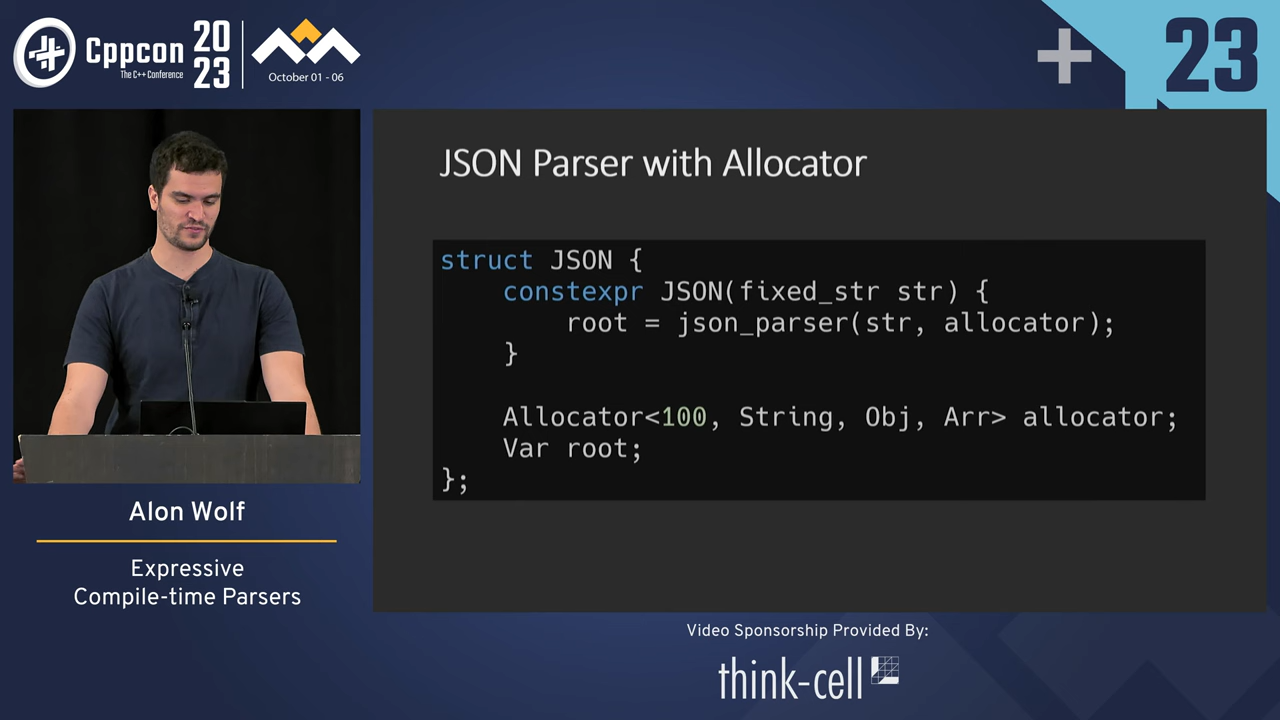 Cppcon
The C++ Conference
20
23
October 01 - 06
23
JSON Parser with Allocator
struct JSON {
    constexpr JSON(fixed_str str) {
        root = json_parser(str, allocator);
    }
    Allocator<100, String, Obj, Arr> allocator;
    Var root;
};
Alon Wolf
Expressive
Compile-time Parsers
Video Sponsorship Provided By:
think-cell